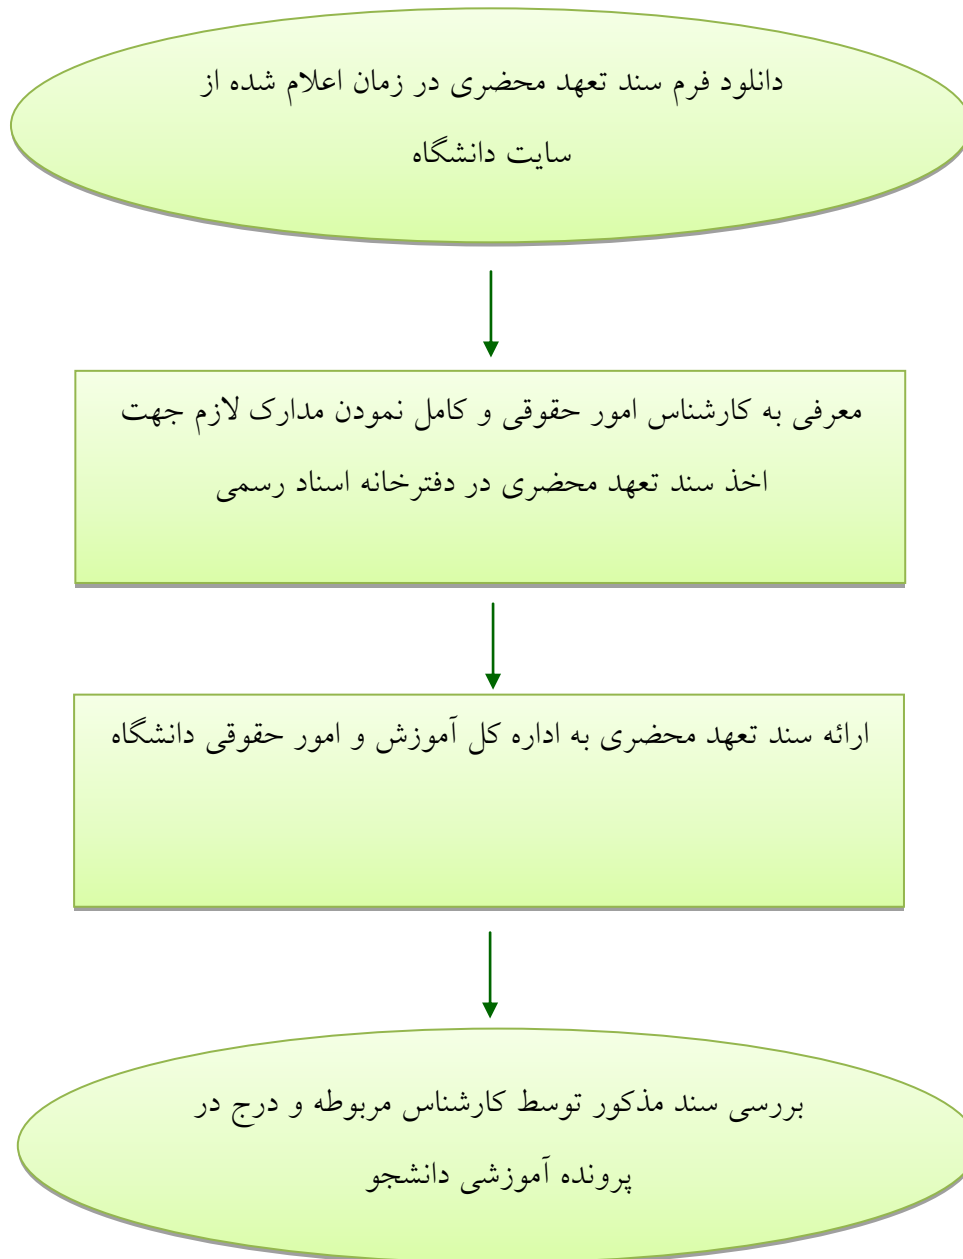 دانلود فرم سند تعهد محضری در زمان اعلام شده از
سایت دانشگاه
معرفی به کارشناس امور حقوقی و کامل نمودن مدارک لازم جهت
اخذ سند تعهد محضری در دفترخانه اسناد رسمی
ارائه سند تعهد محضری به اداره کل آموزش و امور حقوقی دانشگاه
بررسی سند مذکور توسط کارشناس مربوطه و درج در
پرونده آموزشی دانشجو